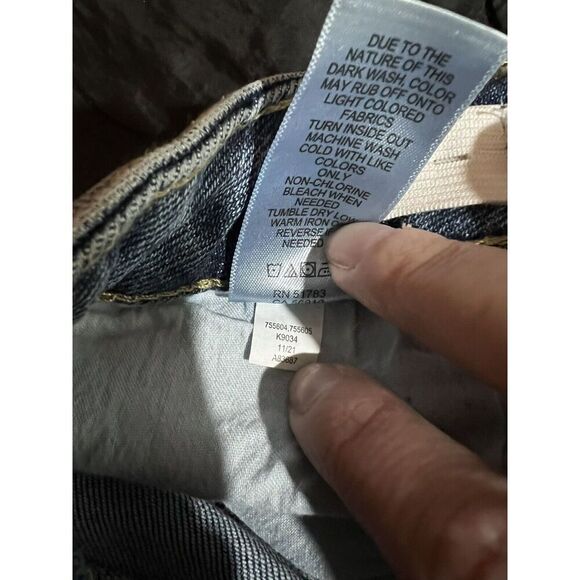 DUE TO THE
NATURE OF THIS
DARK WASH, COLOR
MAY RUB OFF ONTO
LIGHT COLORED
FABRICS
TURN INSIDE OUT
MACHINE WASH
COLD WITH LIKE
COLORS
ONLY
NON-CHLORINE
BLEACH WHEN
NEEDED
TUMBLE DRY LOW
WARM IRON ON
REVERSE
NEEDED
RN 51783
755604,755605
K9034
11/21
A93687